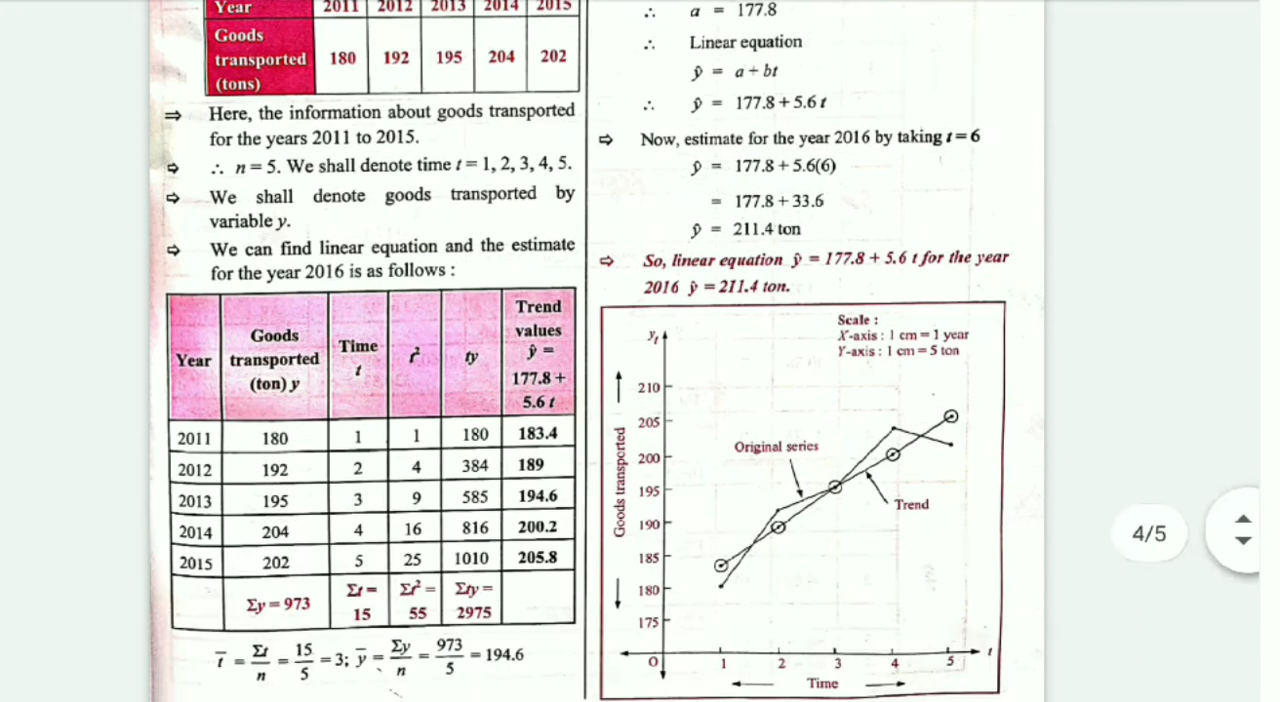 Year 2011 2012 2013 2014 2015
Goods transported (tons) 180 192 195 204 202
⇒ Here, the information about goods transported
for the years 2011 to 2015.
⇨ ∴ n = 5. We shall denote time t = 1, 2, 3, 4, 5.
⇨ We shall denote goods transported by
variable y.
⇨ We can find linear equation and the estimate
for the year 2016 is as follows :
Year Goods transported (ton) y Time t t² ty Trend values ŷ = 177.8 + 5.6 t
2011 180 1 1 180 183.4
2012 192 2 4 384 189
2013 195 3 9 585 194.6
2014 204 4 16 816 200.2
2015 202 5 25 1010 205.8
Σy = 973 Σt = 15 Σt² = 55 Σty = 2975
t̅ = Σt/n = 15/5 = 3; y̅ = Σy/n = 973/5 = 194.6
∴ a = 177.8
∴ Linear equation
ŷ = a + bt
∴ ŷ = 177.8 + 5.6 t
⇨ Now, estimate for the year 2016 by taking t = 6
ŷ = 177.8 + 5.6(6)
= 177.8 + 33.6
ŷ = 211.4 ton
⇨ So, linear equation ŷ = 177.8 + 5.6 t for the year
2016 ŷ = 211.4 ton.
Scale :
X-axis : 1 cm = 1 year
Y-axis : 1 cm = 5 ton
yₜ
210
205
200
195
190
185
180
175
Goods transported
Original series
Trend
O 1 2 3 4 5 t
Time
4/5